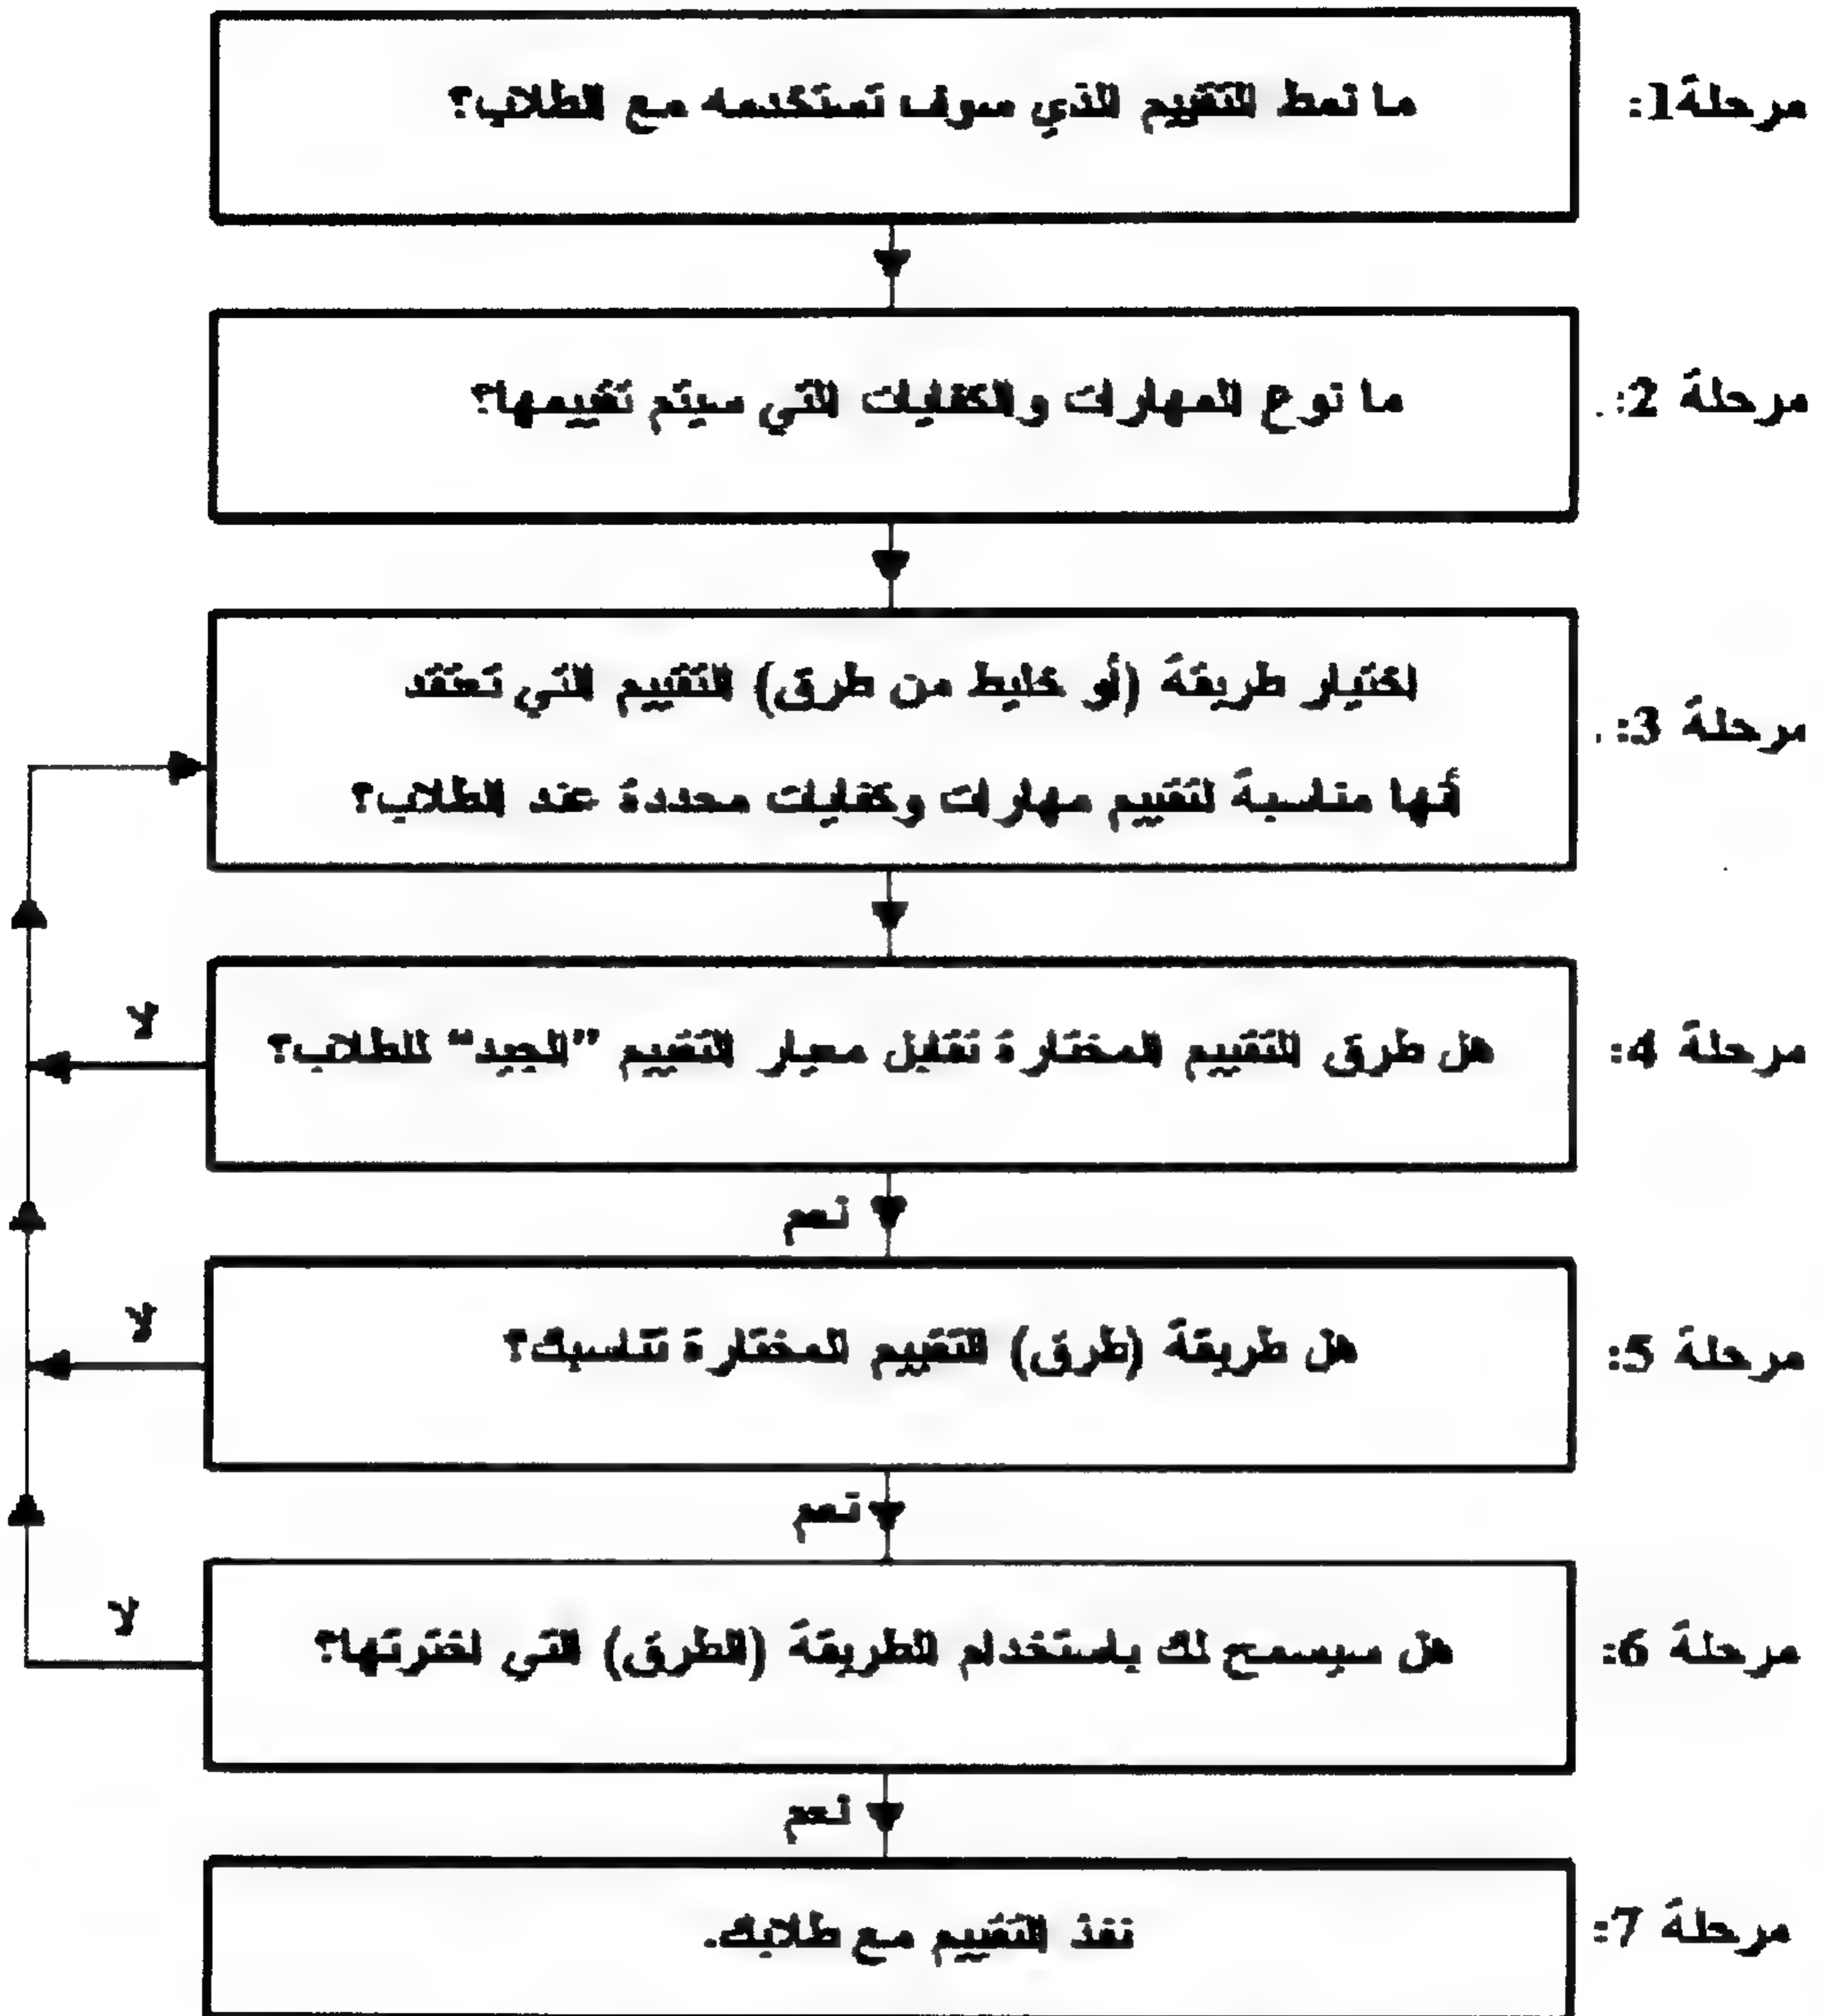 مرحلة1:
ما نمط التقييم الذي سوف تستخدمه مع الطلاب؟
مرحلة 2:
ما نوع المهارات والكفايات التي سيتم تقييمها؟
مرحلة 3:
اختيار طريقة (أو خليط من طرق) التقييم التي تعتقد
أنها مناسبة لتقييم مهارات وكفايات محددة عند الطلاب؟
مرحلة 4:
هل طرق التقييم المختارة تقابل معيار التقييم "الجيد" للطلاب؟
لا
نعم
مرحلة 5:
هل طريقة (طرق) التقييم المختارة تناسبك؟
لا
نعم
مرحلة 6:
هل سيسمح لك باستخدام الطريقة (الطرق) التي اخترتها؟
لا
نعم
مرحلة 7:
نفذ التقييم مع طلابك.